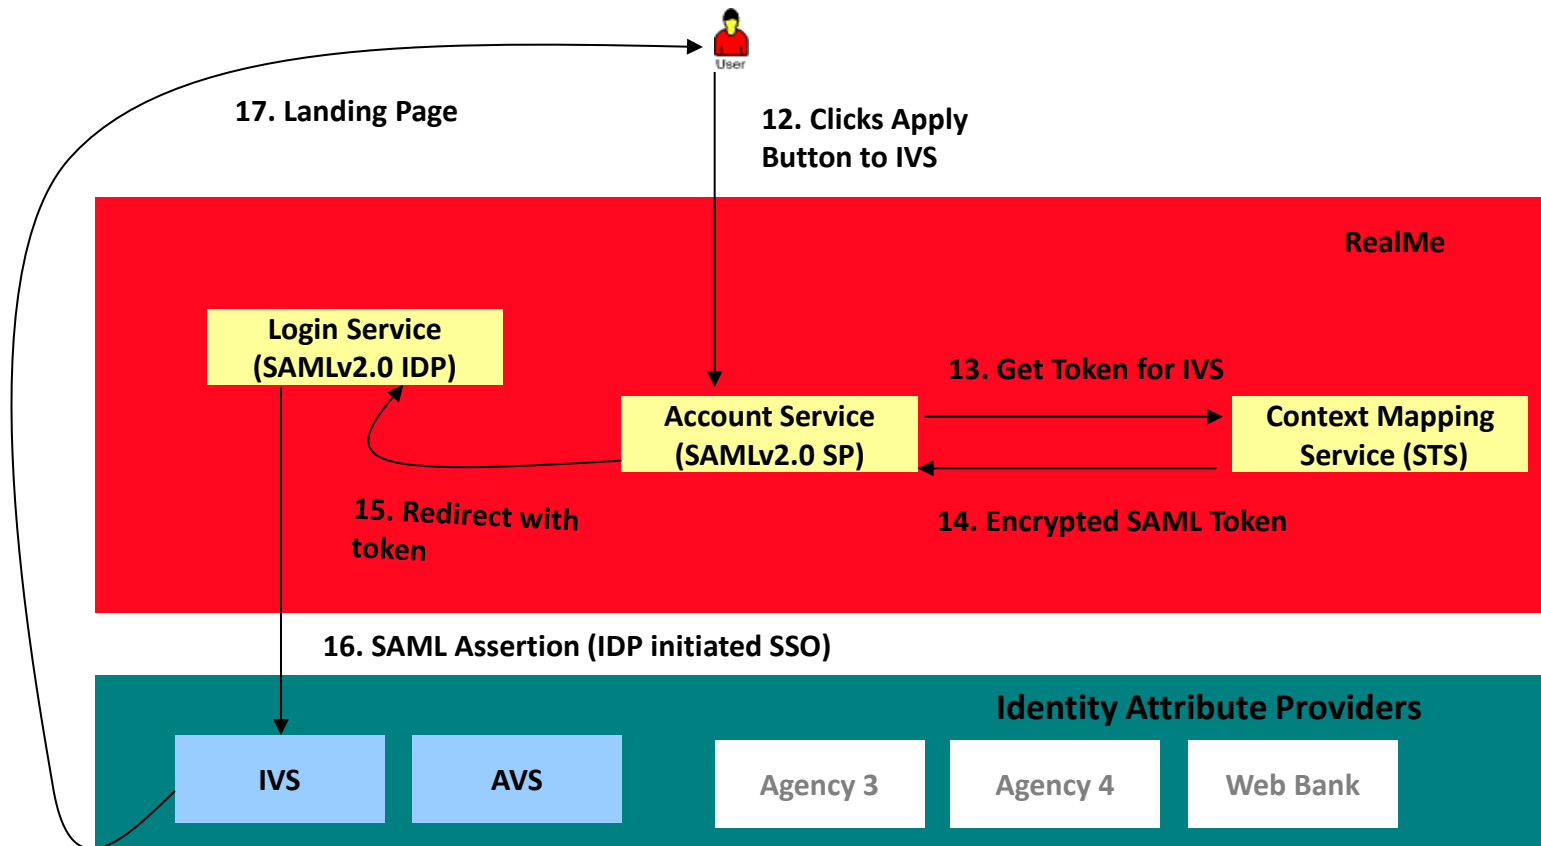 User
17. Landing Page
12. Clicks Apply
Button to IVS
RealMe
Login Service
(SAMLv2.0 IDP)
13. Get Token for IVS
Account Service
(SAMLv2.0 SP)
Context Mapping
Service (STS)
15. Redirect with
token
14. Encrypted SAML Token
16. SAML Assertion (IDP initiated SSO)
Identity Attribute Providers
IVS
AVS
Agency 3
Agency 4
Web Bank